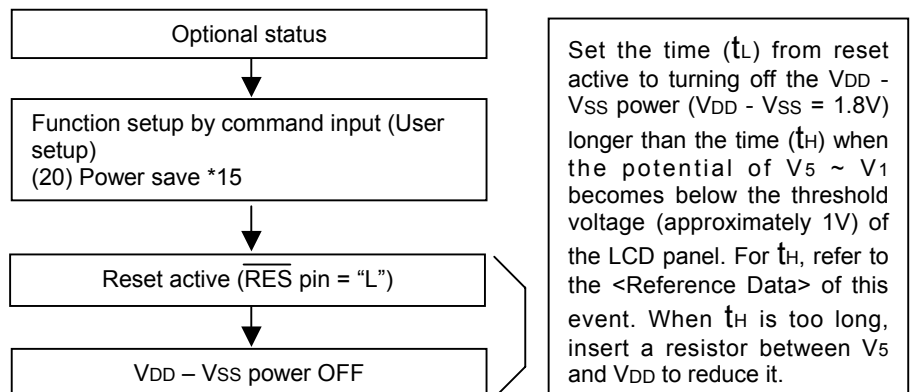 Optional status
Function setup by command input (User
setup)
(20) Power save *15
Reset active (RES pin = “L”)
VDD – VSS power OFF
Set the time (tL) from reset
active to turning off the VDD -
VSS power (VDD - VSS = 1.8V)
longer than the time (tH) when
the potential of V5 ~ V1
becomes below the threshold
voltage (approximately 1V) of
the LCD panel. For tH, refer to
the <Reference Data> of this
event. When tH is too long,
insert a resistor between V5
and VDD to reduce it.